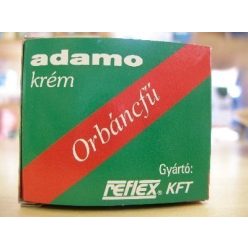 adamo
krém
Orbáncfű
Gyártó:
REFLEX® KFT